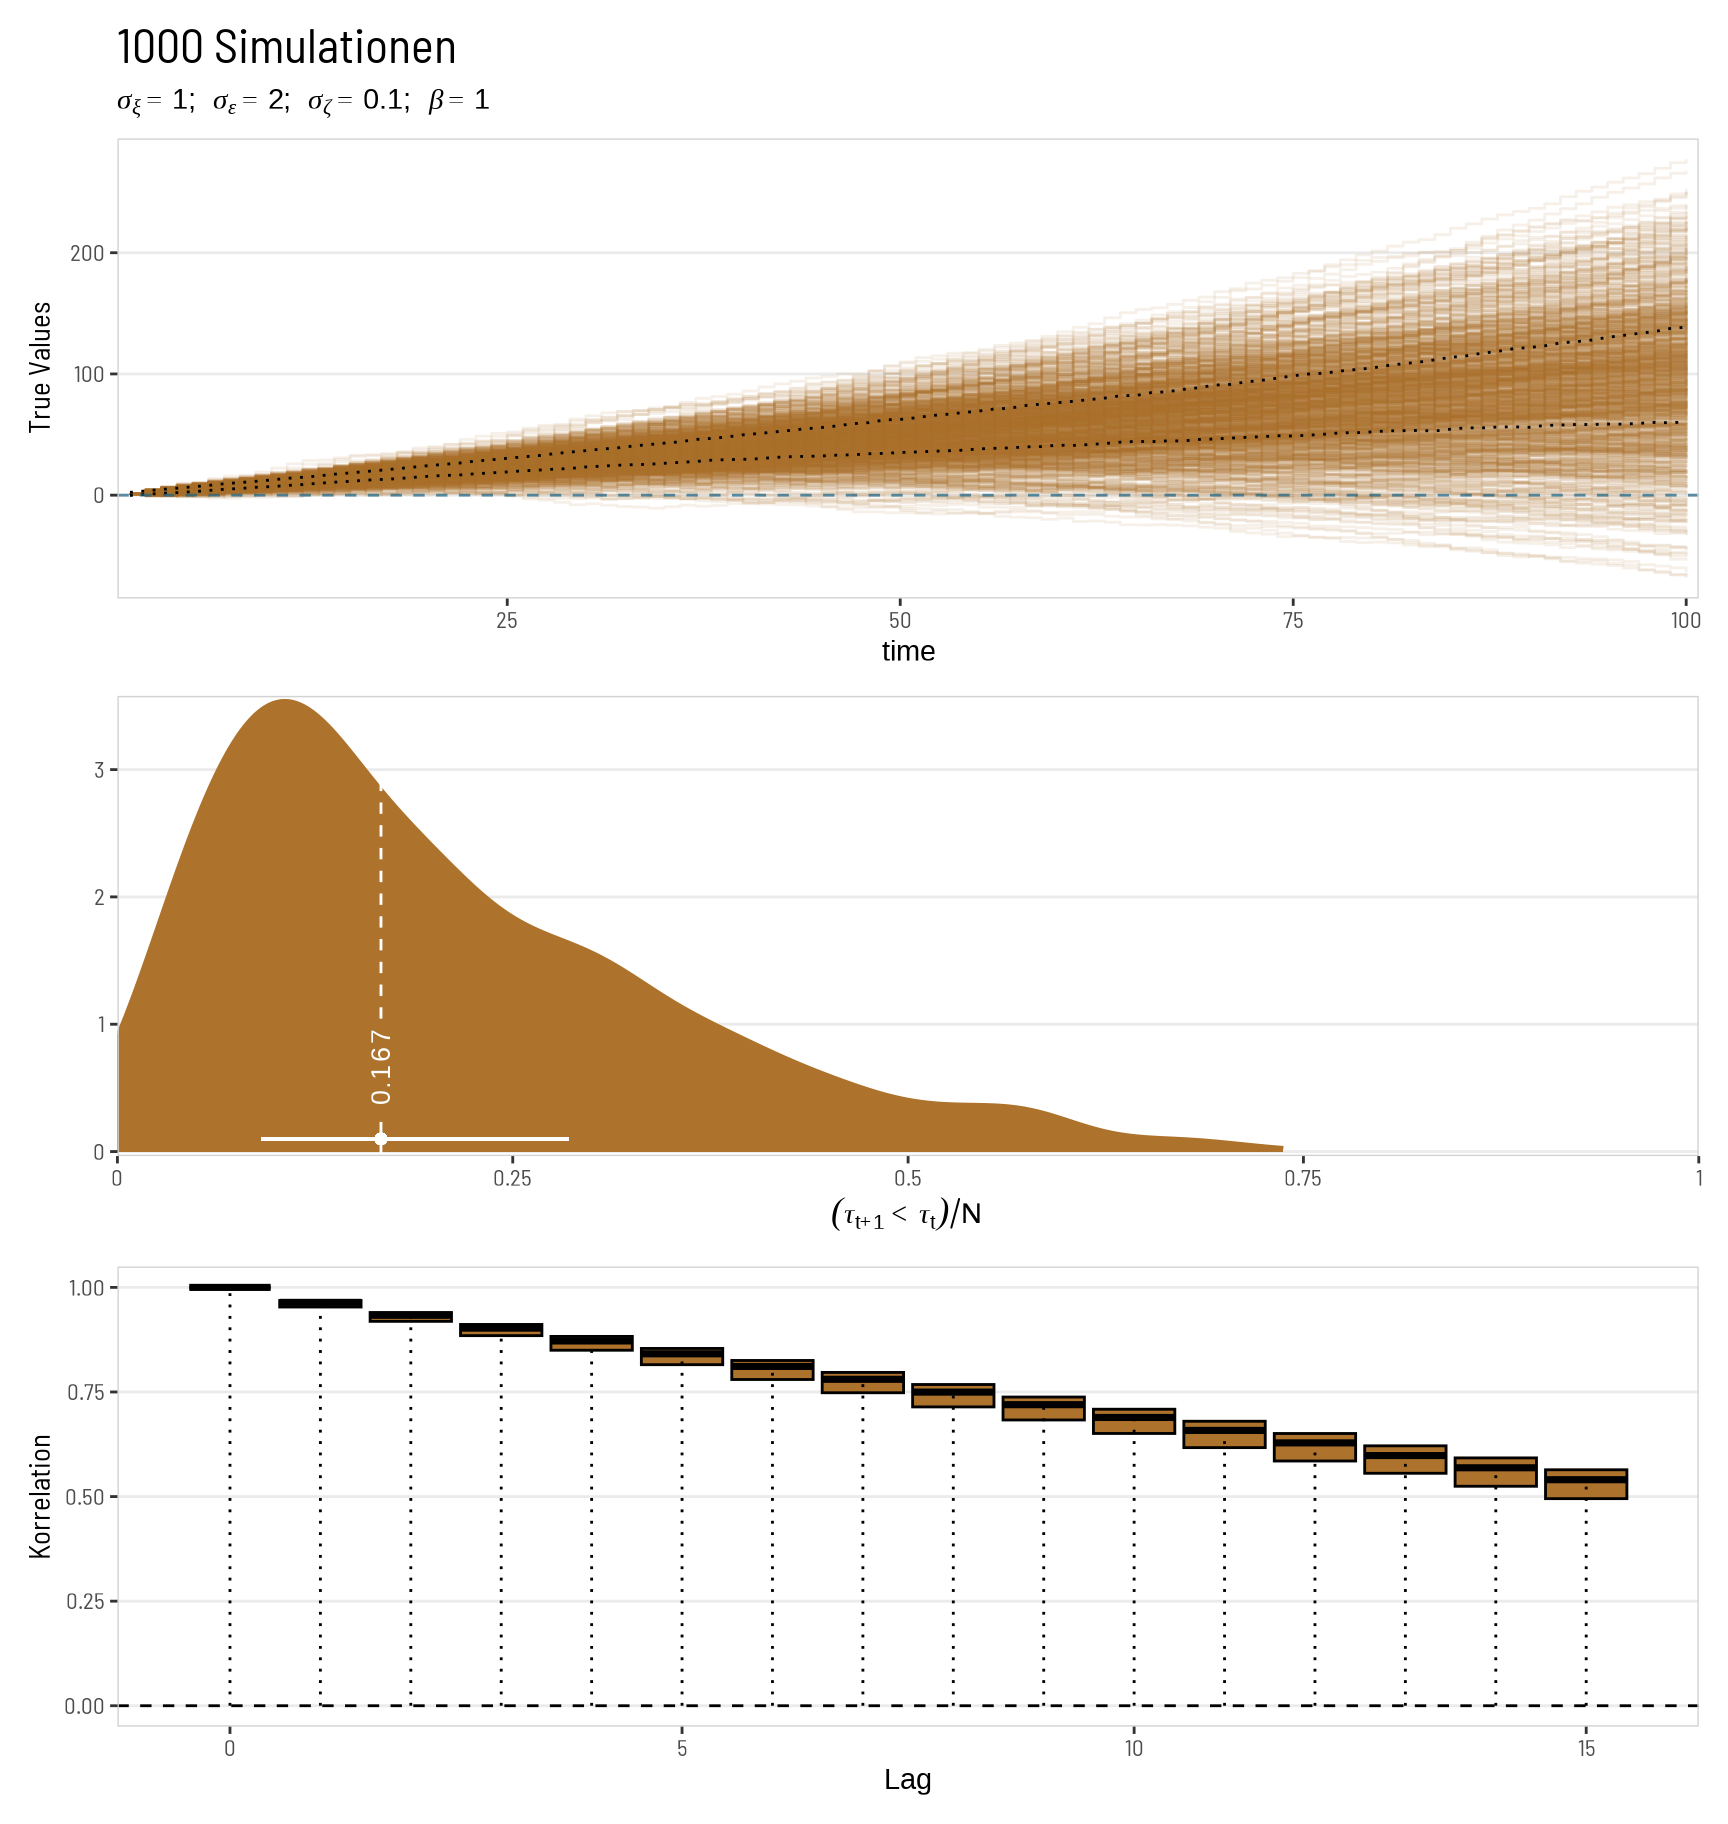 1000 Simulationen
σξ = 1; σε = 2; σζ = 0.1; β = 1
True Values
200
100
0
25 50 75 100
time
3
2
1
0
0.167
0 0.25 0.5 0.75 1
(τt+1 < τt)/N
Korrelation
1.00
0.75
0.50
0.25
0.00
0 5 10 15
Lag